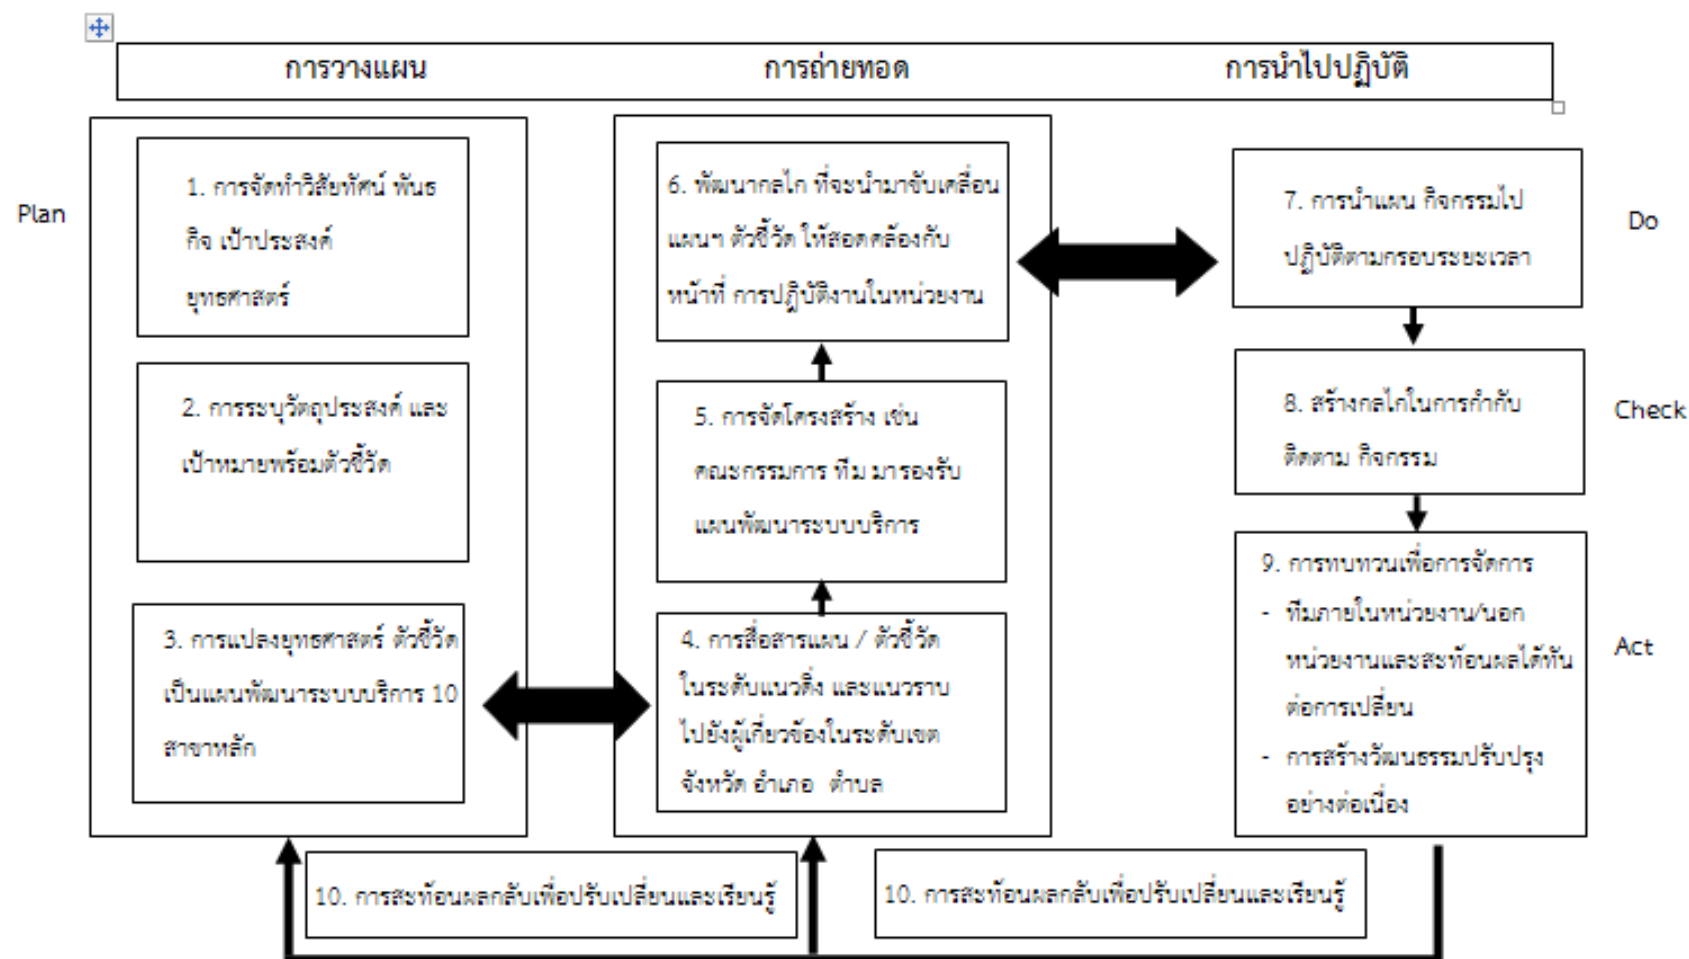 การวางแผน
การถ่ายทอด
การนำไปปฏิบัติ
Plan
1. การจัดทำวิสัยทัศน์ พันธ
กิจ เป้าประสงค์
ยุทธศาสตร์
2. การระบุวัตถุประสงค์ และ
เป้าหมายพร้อมตัวชี้วัด
3. การแปลงยุทธศาสตร์ ตัวชี้วัด
เป็นแผนพัฒนาระบบบริการ 10
สาขาหลัก
6. พัฒนากลไก ที่จะนำมาขับเคลื่อน
แผนฯ ตัวชี้วัด ให้สอดคล้องกับ
หน้าที่ การปฏิบัติงานในหน่วยงาน
5. การจัดโครงสร้าง เช่น
คณะกรรมการ ทีม มารองรับ
แผนพัฒนาระบบบริการ
4. การสื่อสารแผน / ตัวชี้วัด
ในระดับแนวดิ่ง และแนวราบ
ไปยังผู้เกี่ยวข้องในระดับเขต
จังหวัด อำเภอ ตำบล
7. การนำแผน กิจกรรมไป
ปฏิบัติตามกรอบระยะเวลา
Do
8. สร้างกลไกในการกำกับ
ติดตาม กิจกรรม
Check
9. การทบทวนเพื่อการจัดการ
- ทีมภายในหน่วยงาน/นอก
หน่วยงานและสะท้อนผลได้ทัน
ต่อการเปลี่ยน
- การสร้างวัฒนธรรมปรับปรุง
อย่างต่อเนื่อง
Act
10. การสะท้อนผลกลับเพื่อปรับเปลี่ยนและเรียนรู้
10. การสะท้อนผลกลับเพื่อปรับเปลี่ยนและเรียนรู้